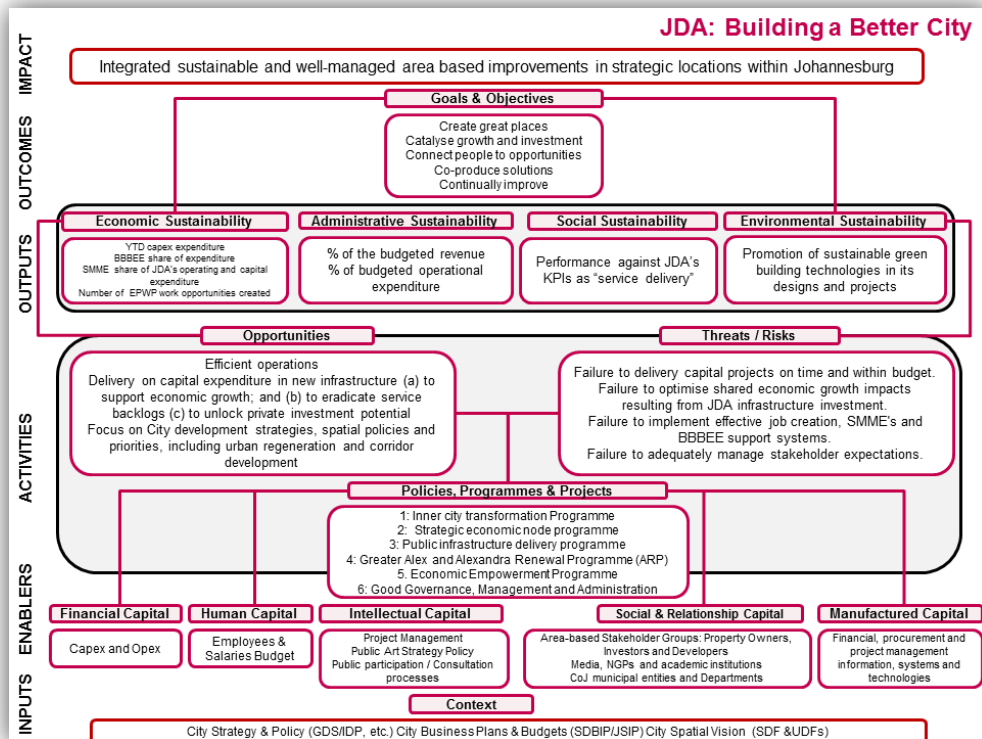 JDA: Building a Better City
IMPACT
Integrated sustainable and well-managed area based improvements in strategic locations within Johannesburg
OUTCOMES
Goals & Objectives
Create great places
Catalyse growth and investment
Connect people to opportunities
Co-produce solutions
Continually improve
OUTPUTS
Economic Sustainability
YTD capex expenditure
BBBEE share of expenditure
SMME share of JDA's operating and capital
expenditure
Number of EPWP work opportunities created
Administrative Sustainability
% of the budgeted revenue
% of budgeted operational
expenditure
Social Sustainability
Performance against JDA's
KPIs as "service delivery"
Environmental Sustainability
Promotion of sustainable green
building technologies in its
designs and projects
ACTIVITIES
Opportunities
Efficient operations
Delivery on capital expenditure in new infrastructure (a) to
support economic growth; and (b) to eradicate service
backlogs (c) to unlock private investment potential
Focus on City development strategies, spatial policies and
priorities, including urban regeneration and corridor
development
Threats / Risks
Failure to delivery capital projects on time and within budget.
Failure to optimise shared economic growth impacts
resulting from JDA infrastructure investment.
Failure to implement effective job creation, SMME's and
BBBEE support systems.
Failure to adequately manage stakeholder expectations.
Policies, Programmes & Projects
1: Inner city transformation Programme
2: Strategic economic node programme
3: Public infrastructure delivery programme
4: Greater Alex and Alexandra Renewal Programme (ARP)
5. Economic Empowerment Programme
6: Good Governance, Management and Administration
ENABLERS
Financial Capital
Capex and Opex
Human Capital
Employees &
Salaries Budget
Intellectual Capital
Project Management
Public Art Strategy Policy
Public participation / Consultation
processes
Social & Relationship Capital
Area-based Stakeholder Groups: Property Owners,
Investors and Developers
Media, NGPs and academic institutions
CoJ municipal entities and Departments
Manufactured Capital
Financial, procurement and
project management
information, systems and
technologies
INPUTS
Context
City Strategy & Policy (GDS/IDP, etc.) City Business Plans & Budgets (SDBIP/JSIP) City Spatial Vision (SDF &UDFs)